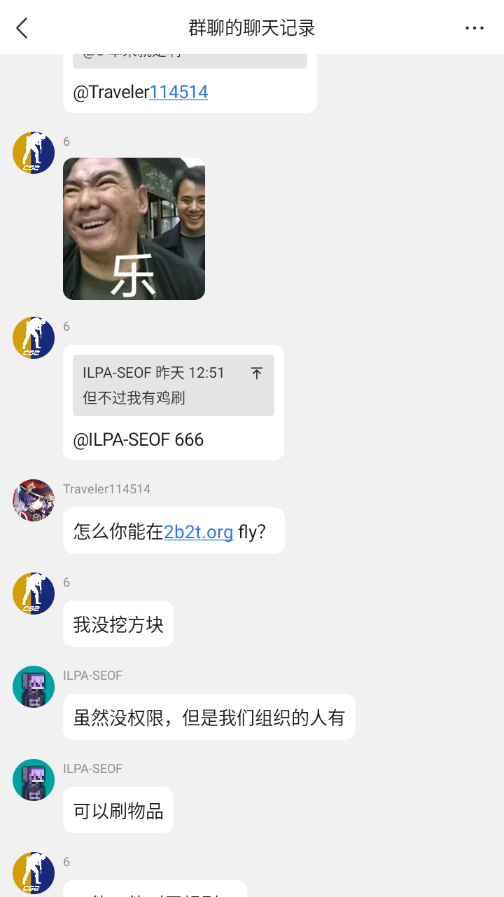 群聊的聊天记录
@Traveler114514
6
乐
6
ILPA-SEOF 昨天 12:51
但不过我有鸡刷
@ILPA-SEOF 666
Traveler114514
怎么你能在2b2t.org fly?
6
我没挖方块
ILPA-SEOF
虽然没权限，但是我们组织的人有
ILPA-SEOF
可以刷物品
6